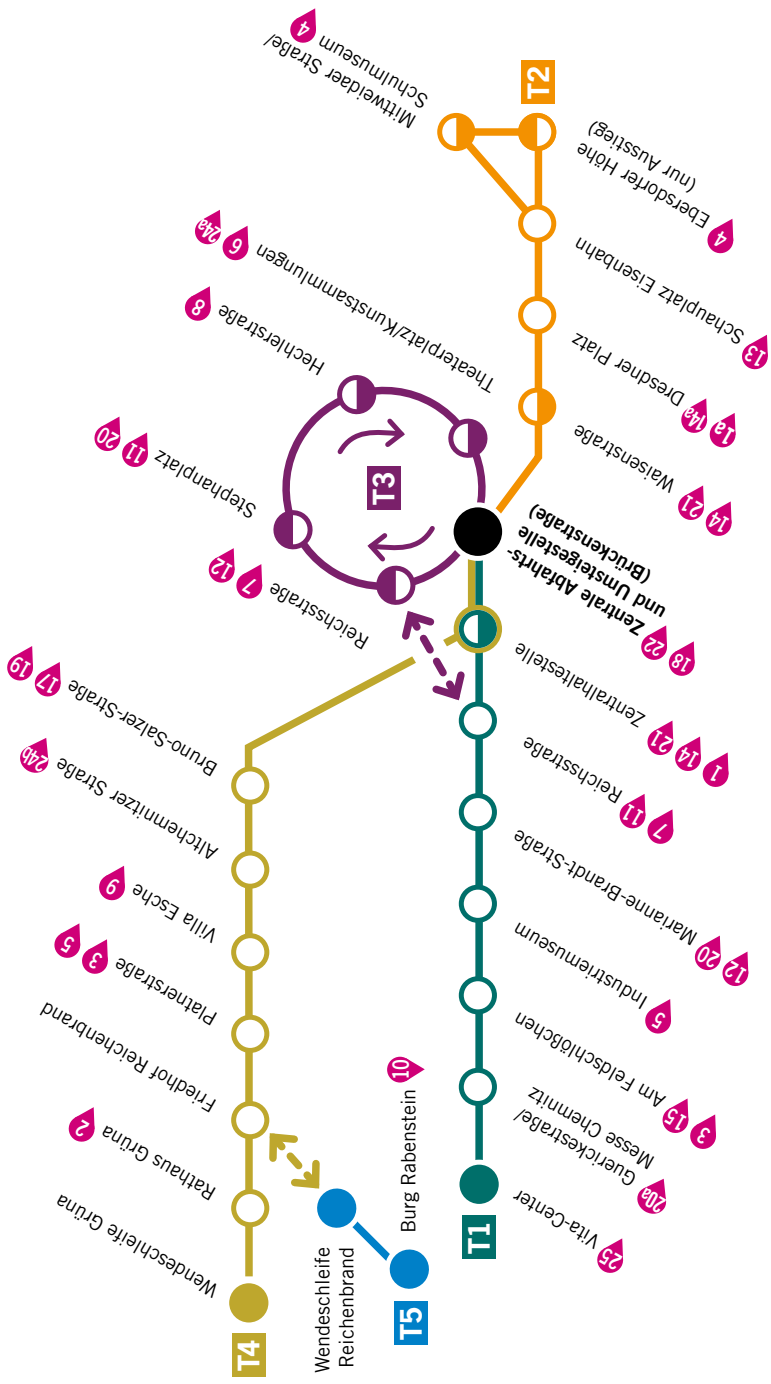 4
Mittweidaer Straße/
Schulmuseum
T2
Ebersdorfer Höhe
(nur Ausstieg)
4
Schauplatz Eisenbahn
13
Dresdner Platz
14a
1a
Waisenstraße
21
14
Theaterplatz/Kunstsammlungen
6
24a
Hechlerstraße
8
T3
Stephanplatz
11
20
Reichsstraße
7
12
Zentrale Abfahrts-
und Umsteigestelle
(Brückenstraße)
22
18
Zentralhaltestelle
21
14
1
Reichsstraße
11
7
Marianne-Brandt-Straße
20
12
Industriemuseum
5
Am Feldschlößchen
15
3
Guerickestraße/
Messe Chemnitz
20a
Vita-Center
25
T1
Bruno-Salzer-Straße
17
19
Altchemnitzer Straße
24b
Villa Esche
9
Platnerstraße
3
5
Friedhof Reichenbrand
Rathaus Grüna
2
Wendeschleife Grüna
T4
Wendeschleife
Reichenbrand
T5
Burg Rabenstein
10